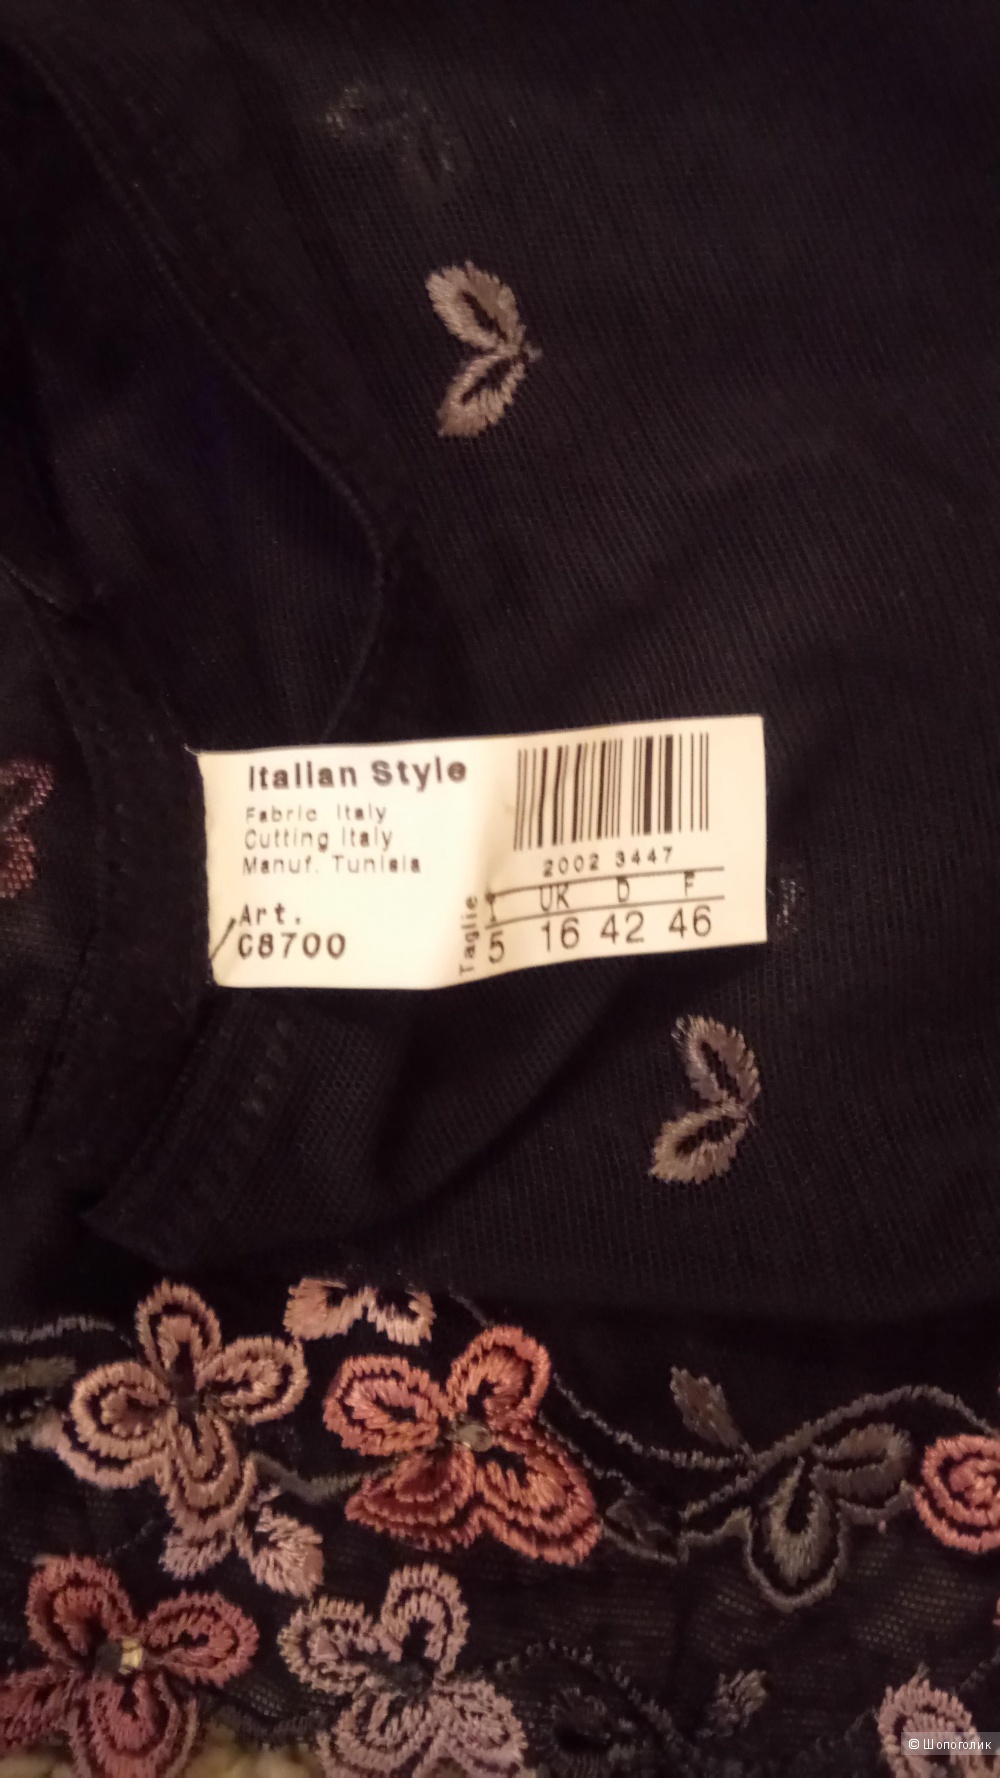 Italian Style
Fabric Italy
Cutting Italy
Manuf. Tunisia
Art.
C8700
2002 3447
Taglie
I UK D F
5 16 42 46
© Шопоголик